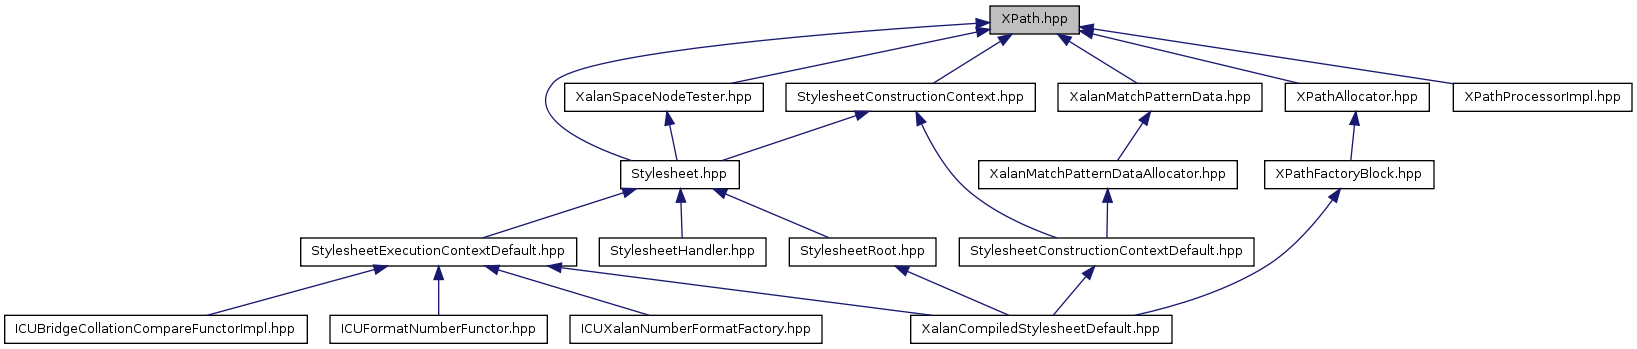 XPath.hpp
XalanSpaceNodeTester.hpp
StylesheetConstructionContext.hpp
XalanMatchPatternData.hpp
XPathAllocator.hpp
XPathProcessorImpl.hpp
Stylesheet.hpp
XalanMatchPatternDataAllocator.hpp
XPathFactoryBlock.hpp
StylesheetExecutionContextDefault.hpp
StylesheetHandler.hpp
StylesheetRoot.hpp
StylesheetConstructionContextDefault.hpp
ICUBridgeCollationCompareFunctorImpl.hpp
ICUFormatNumberFunctor.hpp
ICUXalanNumberFormatFactory.hpp
XalanCompiledStylesheetDefault.hpp